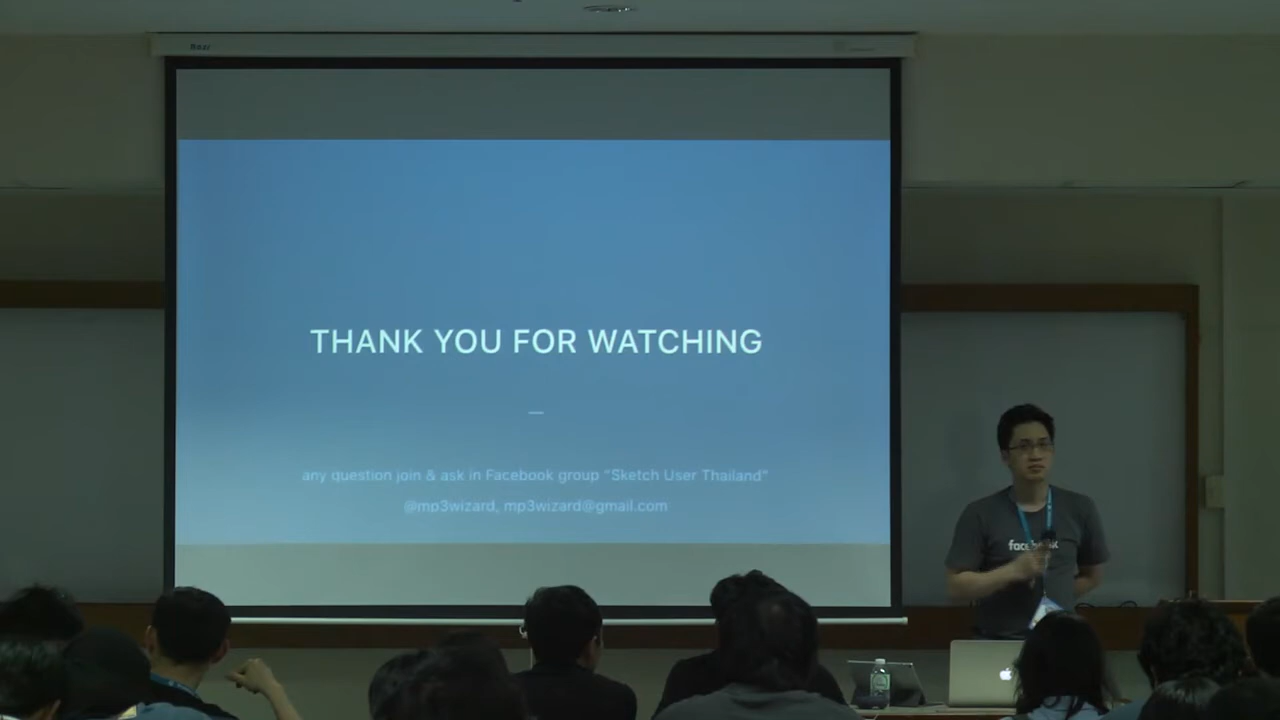 THANK YOU FOR WATCHING
any question join & ask in Facebook group “Sketch User Thailand”
@mp3wizard, mp3wizard@gmail.com